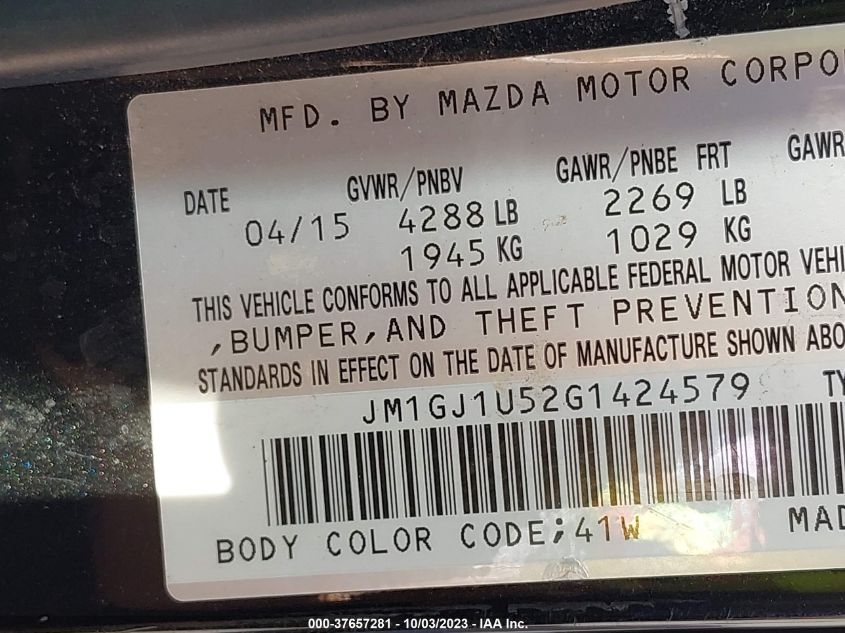 MFD. BY MAZDA MOTOR CORPO
DATE GVWR/PNBV GAWR/PNBE FRT GAWR
04/15 4288 LB 2269 LB
1945 KG 1029 KG
THIS VEHICLE CONFORMS TO ALL APPLICABLE FEDERAL MOTOR VEHI
,BUMPER,AND THEFT PREVENTION
STANDARDS IN EFFECT ON THE DATE OF MANUFACTURE SHOWN ABO
JM1GJ1U52G1424579 TY
BODY COLOR CODE;41W MAD
000-37657281 - 10/03/2023 - IAA Inc.